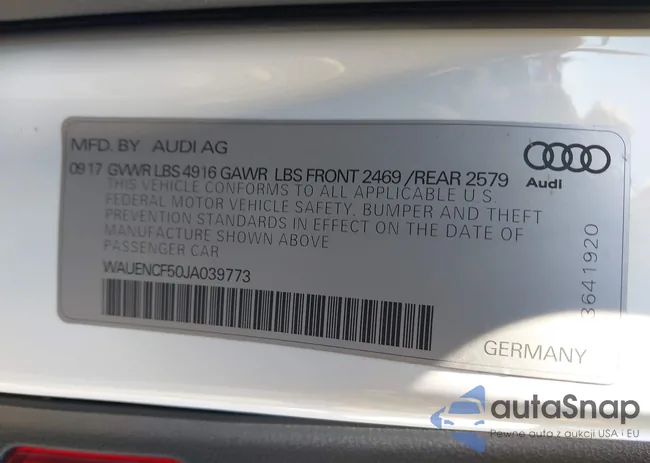 MFD. BY AUDI AG
09 17 GVWR LBS 4916 GAWR LBS FRONT 2469 /REAR 2579
THIS VEHICLE CONFORMS TO ALL APPLICABLE U.S.
FEDERAL MOTOR VEHICLE SAFETY, BUMPER AND THEFT
PREVENTION STANDARDS IN EFFECT ON THE DATE OF
MANUFACTURE SHOWN ABOVE
PASSENGER CAR
WAUENCF50JA039773
Audi
3641920
GERMANY
autaSnap
Pewne auta z aukcji USA i EU